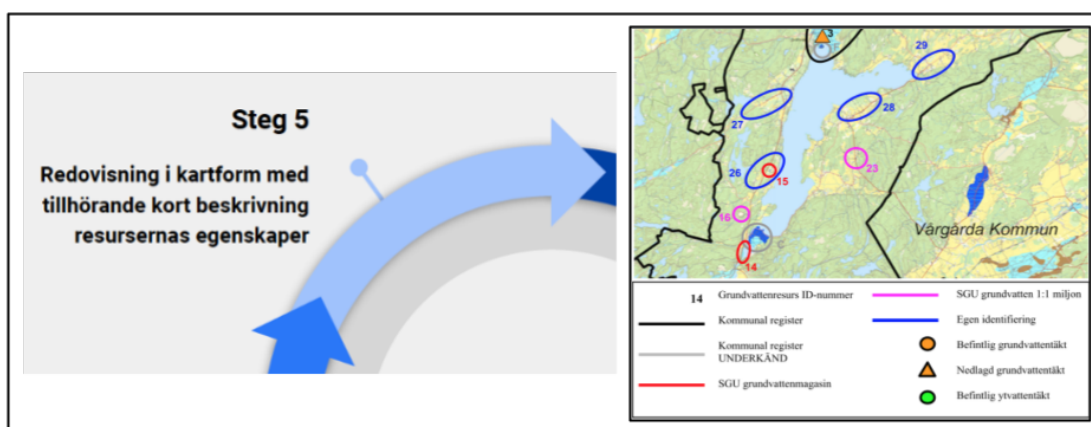 Steg 5
Redovisning i kartform med
tillhörande kort beskrivning
resursernas egenskaper
3
29
27
28
26
15
23
16
14
Vårgårda Kommun
14 Grundvattenresurs ID-nummer
Kommunal register
Kommunal register
UNDERKÄND
SGU grundvattenmagasin
SGU grundvatten 1:1 miljon
Egen identifiering
Befintlig grundvattentäkt
Nedlagd grundvattentäkt
Befintlig ytvattentäkt